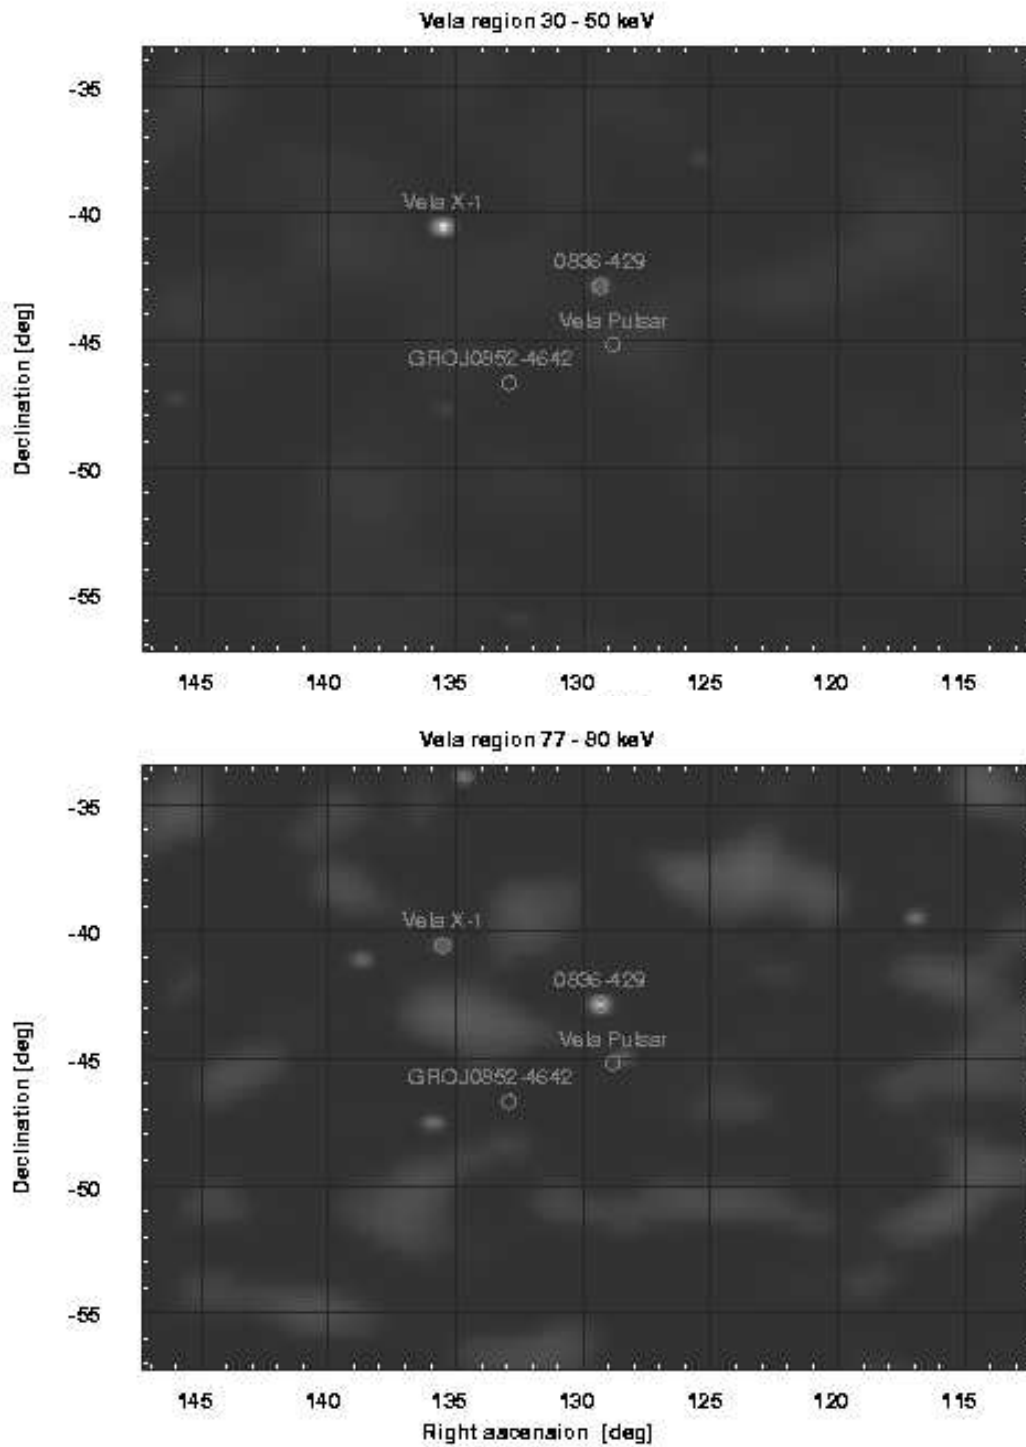 Vela region 30 - 50 keV
-35
Vela X-1
-40
0836-429
Vela Pulsar
-45
GROJ0852-4642
Declination [deg]
-50
-55
145 140 135 130 125 120 115
Vela region 77 - 80 keV
-35
Vela X-1
-40
0836-429
Vela Pulsar
-45
GROJ0852-4642
Declination [deg]
-50
-55
145 140 135 130 125 120 115
Right ascension [deg]